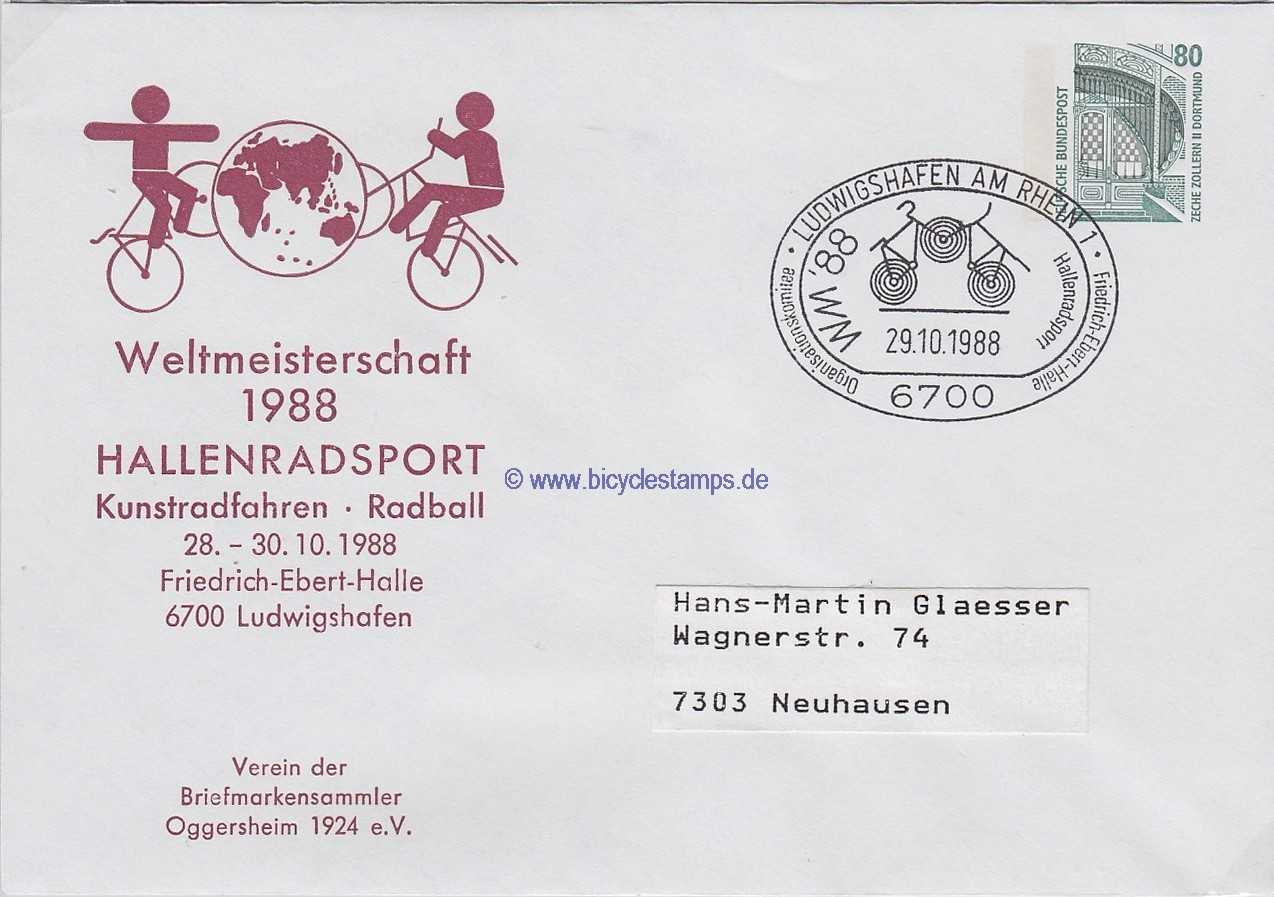 Weltmeisterschaft
1988
HALLENRADSPORT
Kunstradfahren · Radball
28. – 30. 10. 1988
Friedrich-Ebert-Halle
6700 Ludwigshafen
Verein der
Briefmarkensammler
Oggersheim 1924 e.V.
80
DEUTSCHE BUNDESPOST
ZECHE ZOLLERN II DORTMUND
· LUDWIGSHAFEN AM RHEIN 1 ·
WM '88
Hallenradsport
Organisationskomitee
Friedrich-Ebert-Halle
29.10.1988
6700
© www.bicyclestamps.de
Hans-Martin Glaesser
Wagnerstr. 74
7303 Neuhausen